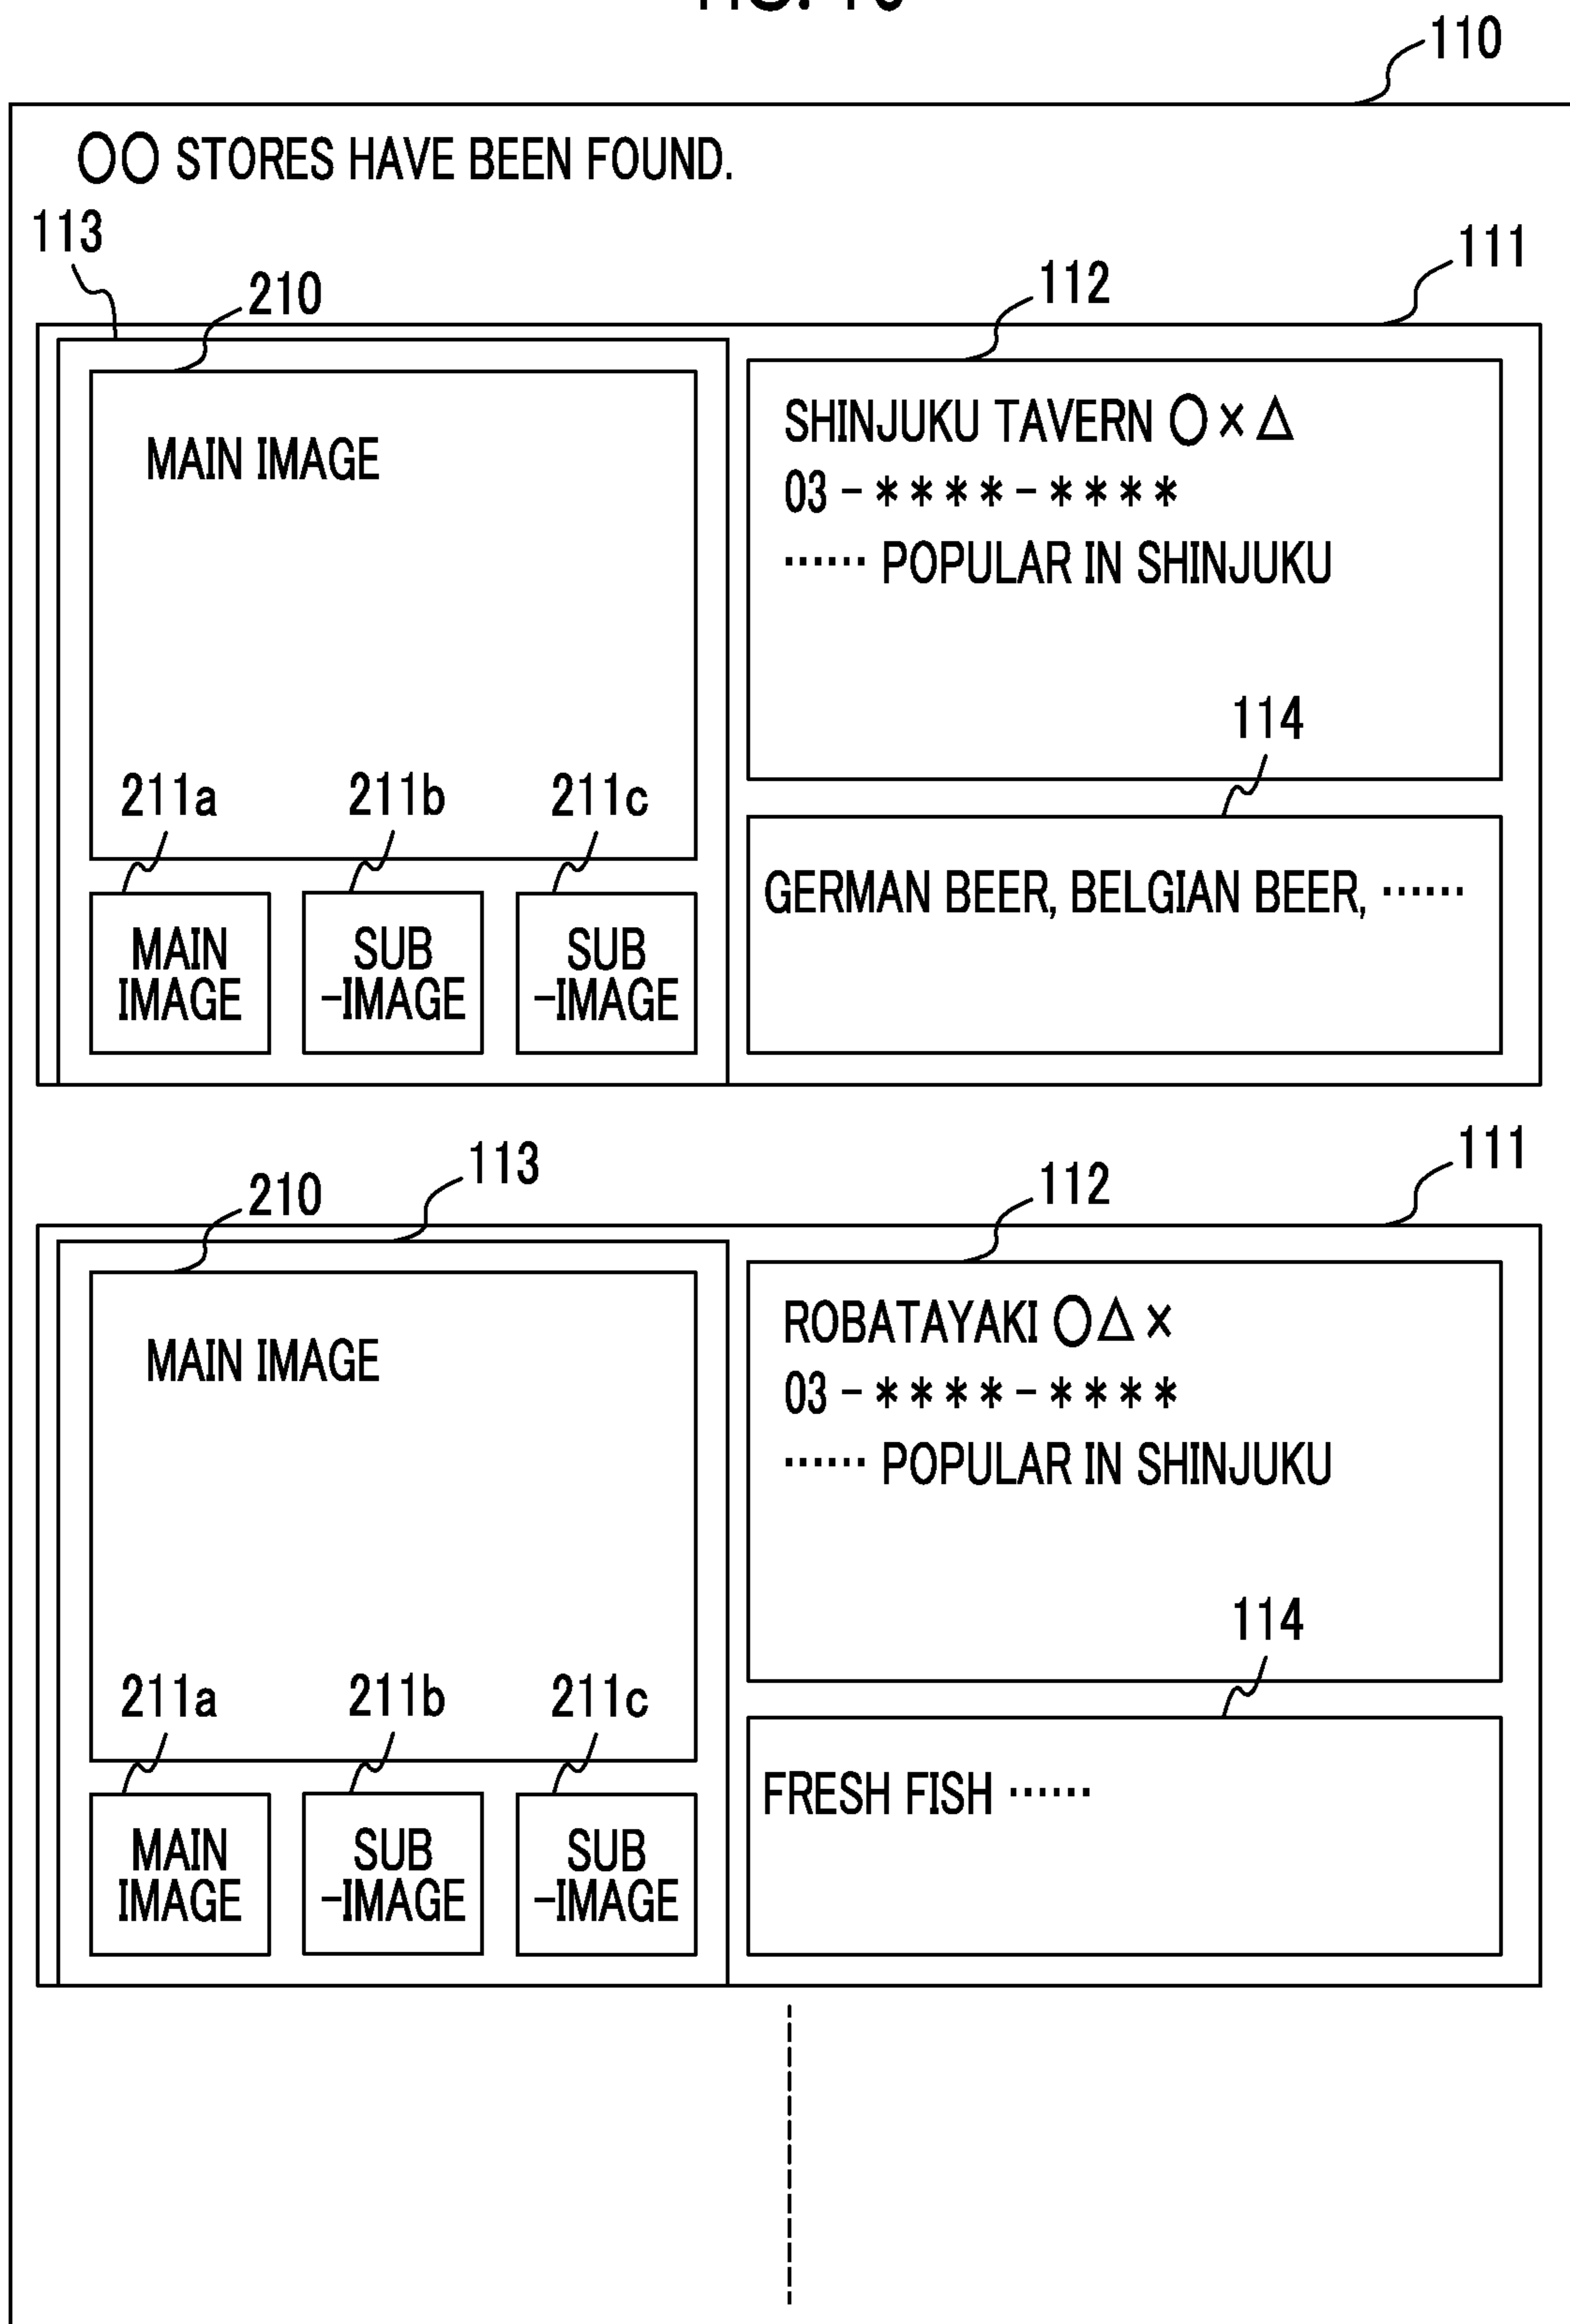 110
○○ STORES HAVE BEEN FOUND.
113
210
112
111
MAIN IMAGE
SHINJUKU TAVERN ○×△
03-****-****
······ POPULAR IN SHINJUKU
114
211a
211b
211c
GERMAN BEER, BELGIAN BEER, ······
MAIN
IMAGE
SUB
-IMAGE
SUB
-IMAGE
210
113
112
111
MAIN IMAGE
ROBATAYAKI ○△×
03-****-****
······ POPULAR IN SHINJUKU
114
211a
211b
211c
FRESH FISH ······
MAIN
IMAGE
SUB
-IMAGE
SUB
-IMAGE